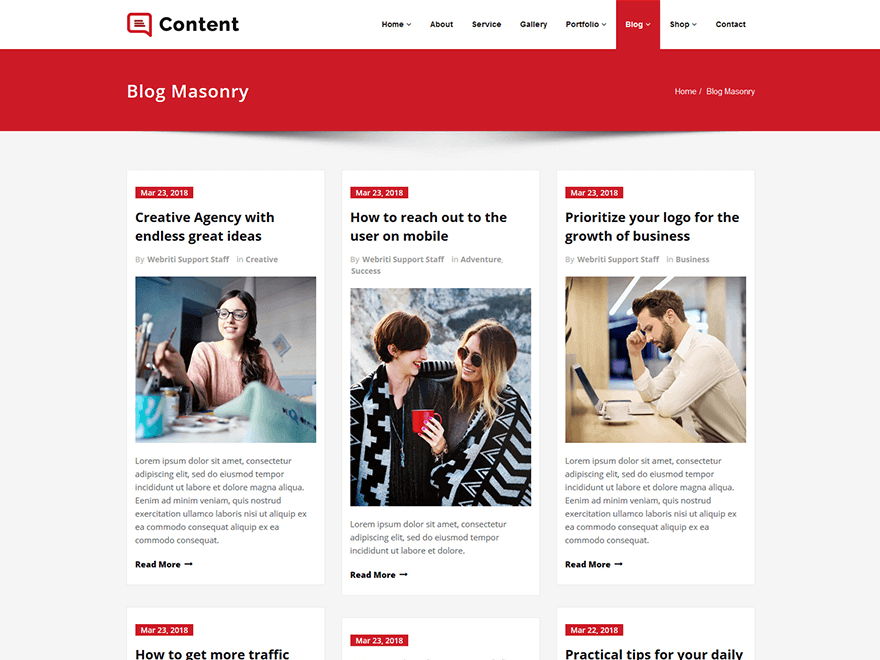 Content
Home About Service Gallery Portfolio Blog Shop Contact
Blog Masonry
Home / Blog Masonry
Mar 23, 2018
Creative Agency with
endless great ideas
By Webriti Support Staff in Creative
Lorem ipsum dolor sit amet, consectetur
adipiscing elit, sed do eiusmod tempor
incididunt ut labore et dolore magna aliqua.
Eenim ad minim veniam, quis nostrud
exercitation ullamco laboris nisi ut aliquip ex
ea commodo consequat aliquip ex ea
commodo consequat.
Read More
Mar 23, 2018
How to reach out to the
user on mobile
By Webriti Support Staff in Adventure,
Success
Lorem ipsum dolor sit amet, consectetur
adipiscing elit, sed do eiusmod tempor
incididunt ut labore et dolore.
Read More
Mar 23, 2018
Prioritize your logo for the
growth of business
By Webriti Support Staff in Business
Lorem ipsum dolor sit amet, consectetur
adipiscing elit, sed do eiusmod tempor
incididunt ut labore et dolore magna aliqua.
Eenim ad minim veniam, quis nostrud
exercitation ullamco laboris nisi ut aliquip ex
ea commodo consequat aliquip ex ea
commodo consequat.
Read More
Mar 23, 2018
How to get more traffic
Mar 23, 2018
Mar 22, 2018
Practical tips for your daily